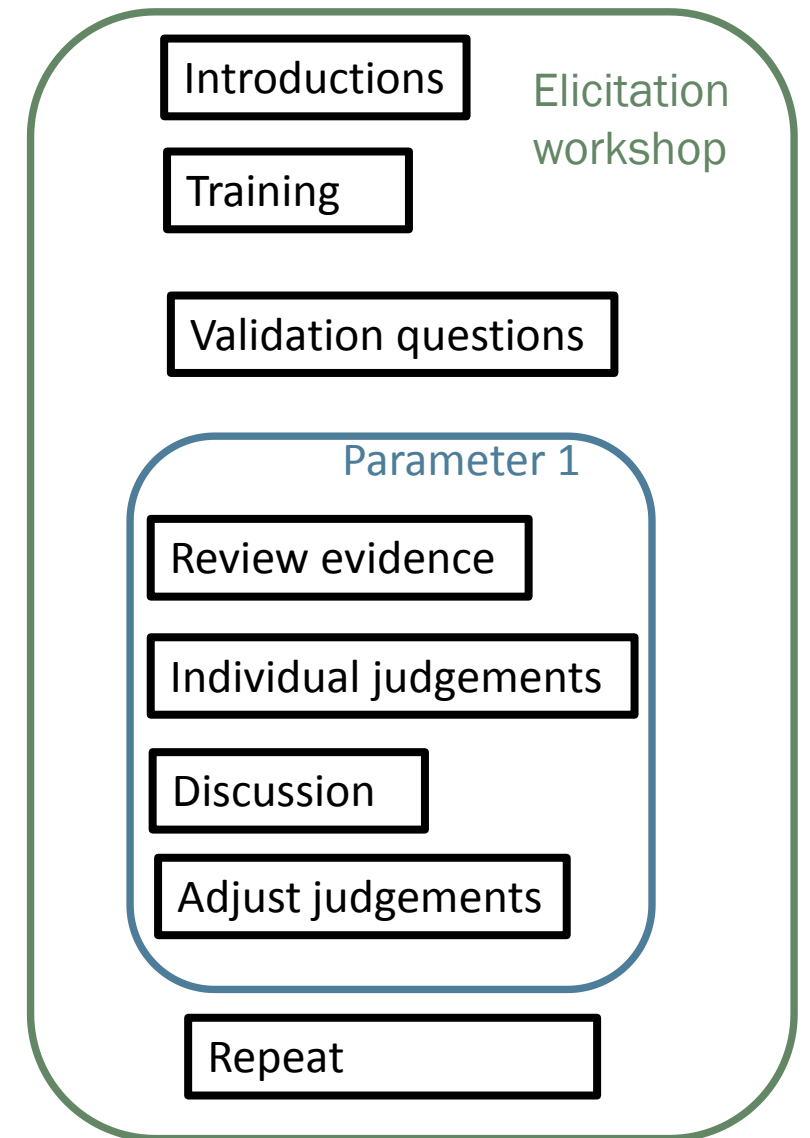 Introductions
Elicitation
workshop
Training
Validation questions
Parameter 1
Review evidence
Individual judgements
Discussion
Adjust judgements
Repeat